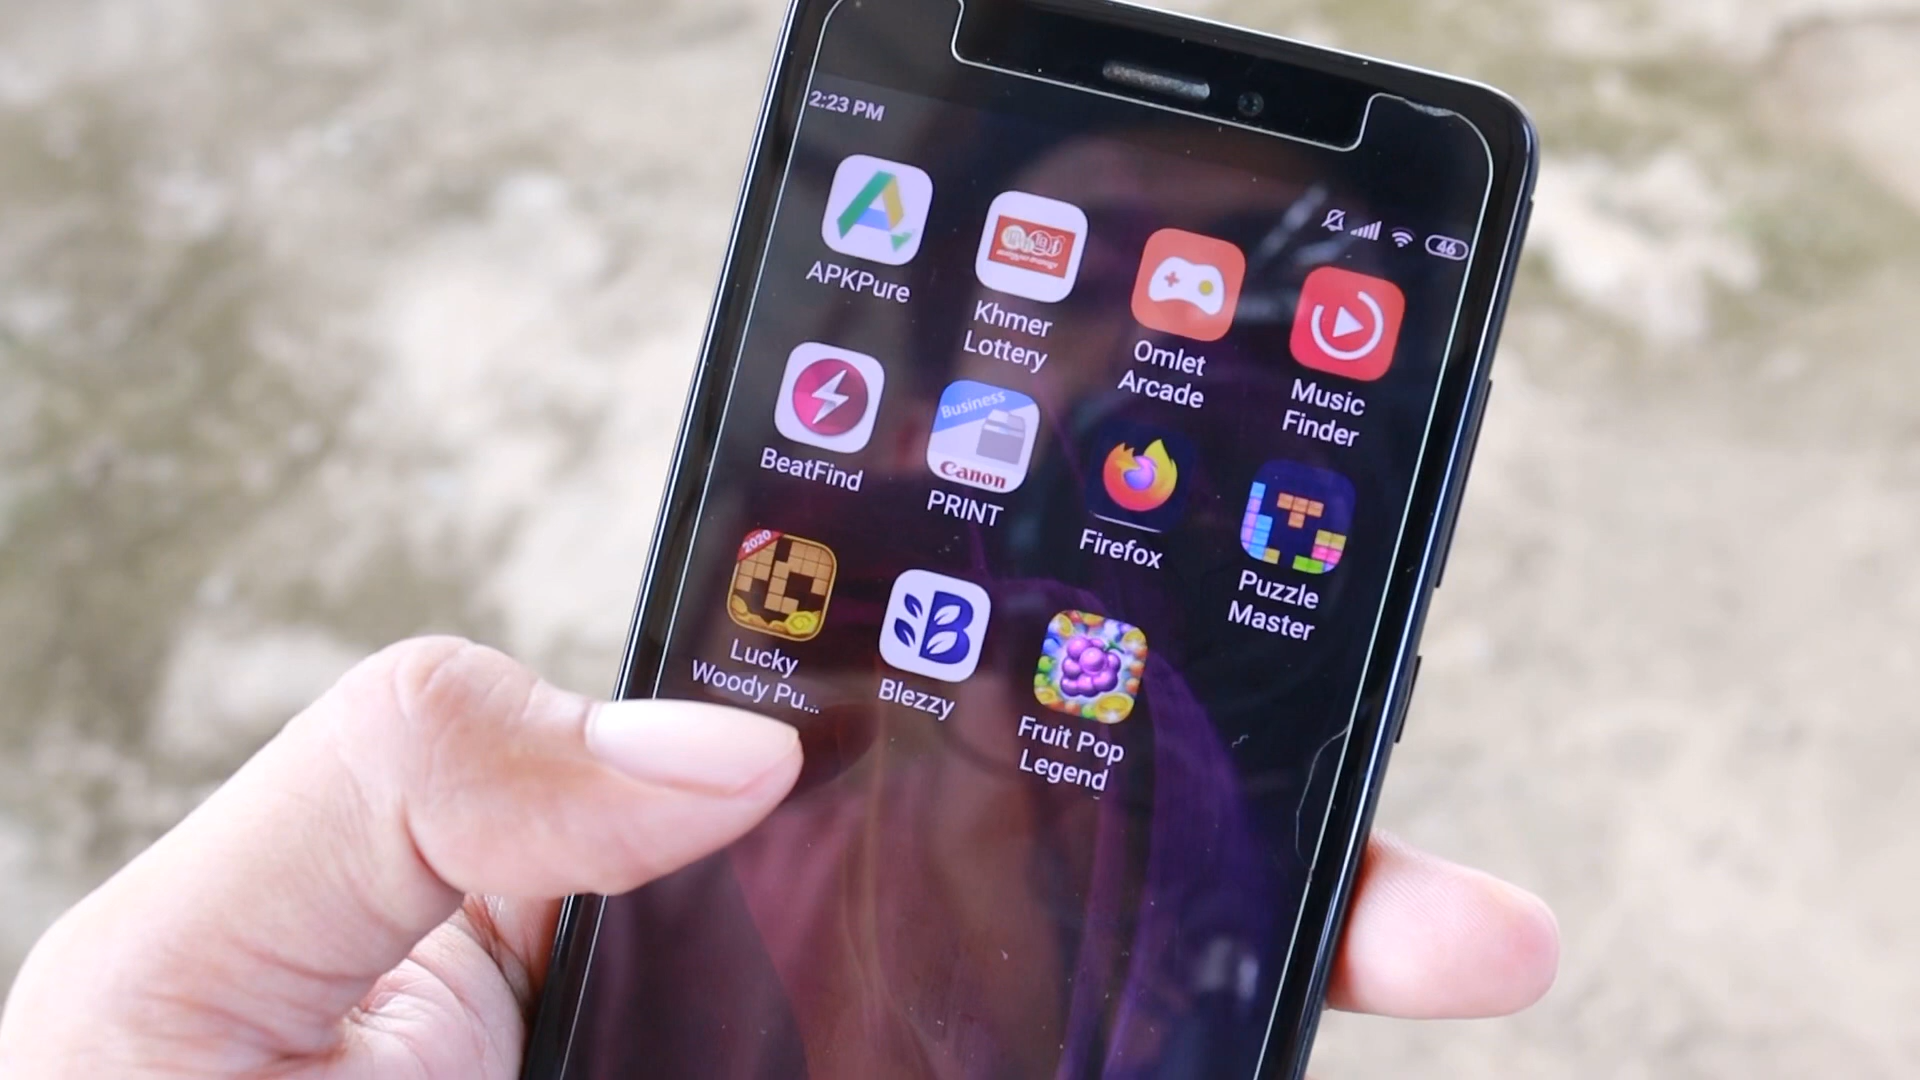 2:23 PM
46
APKPure
Khmer
Lottery
Omlet
Arcade
Music
Finder
BeatFind
Business
Canon
PRINT
Firefox
Puzzle
Master
2020
Lucky
Woody Pu...
B
Blezzy
Fruit Pop
Legend